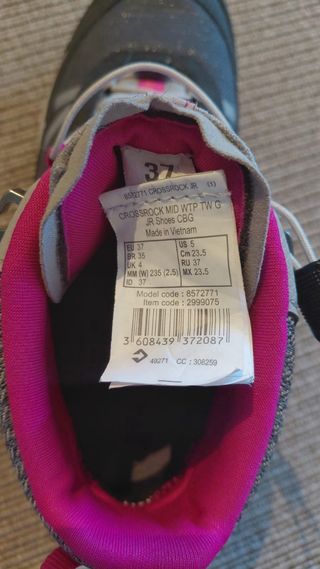 37
8572771 CROSSROCK JR (1)
CROSSROCK MID WTP TW G
JR Shoes CBG
Made in Vietnam
EU 37 US 5
BR 35 Cm 23.5
UK 4 RU 37
MM (W) 235 (2.5) MX 23.5
ID 37
Model code : 8572771
Item code : 2999075
3 608439 372087
49271 CC : 308259